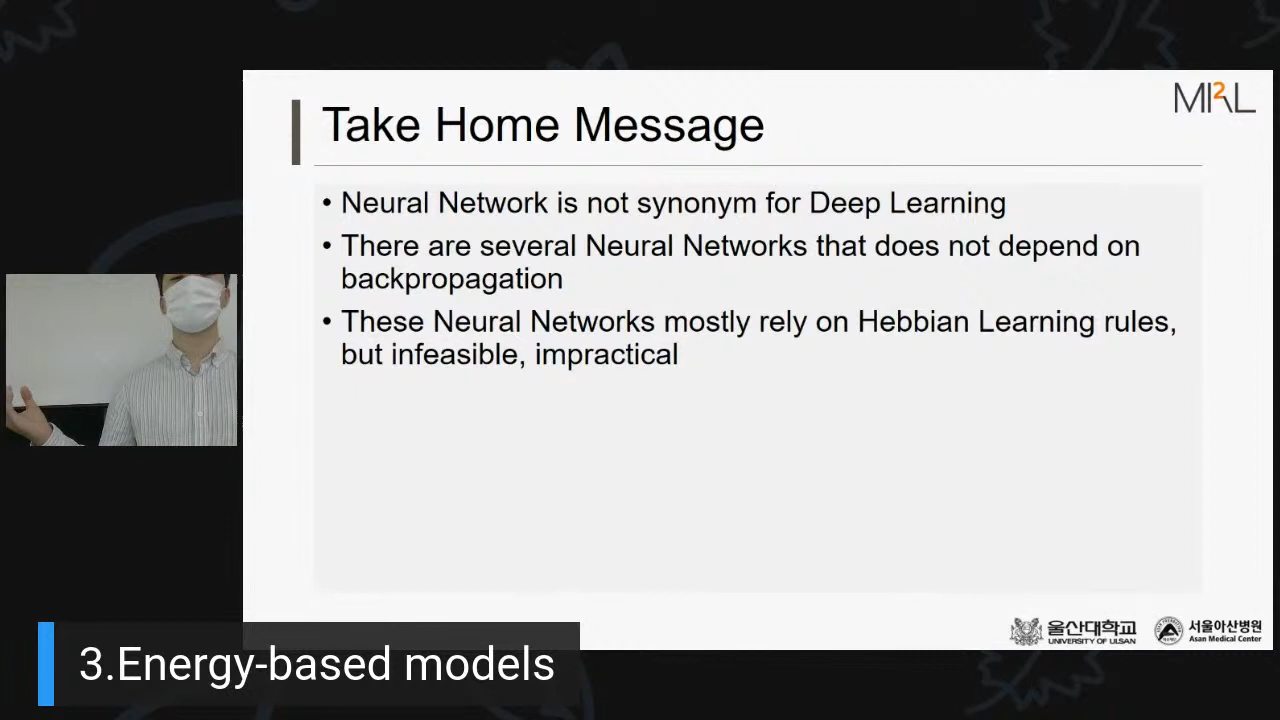 MI2RL
Take Home Message
• Neural Network is not synonym for Deep Learning
• There are several Neural Networks that does not depend on
backpropagation
• These Neural Networks mostly rely on Hebbian Learning rules,
but infeasible, impractical
울산대학교
UNIVERSITY OF ULSAN
서울아산병원
Asan Medical Center
3.Energy-based models